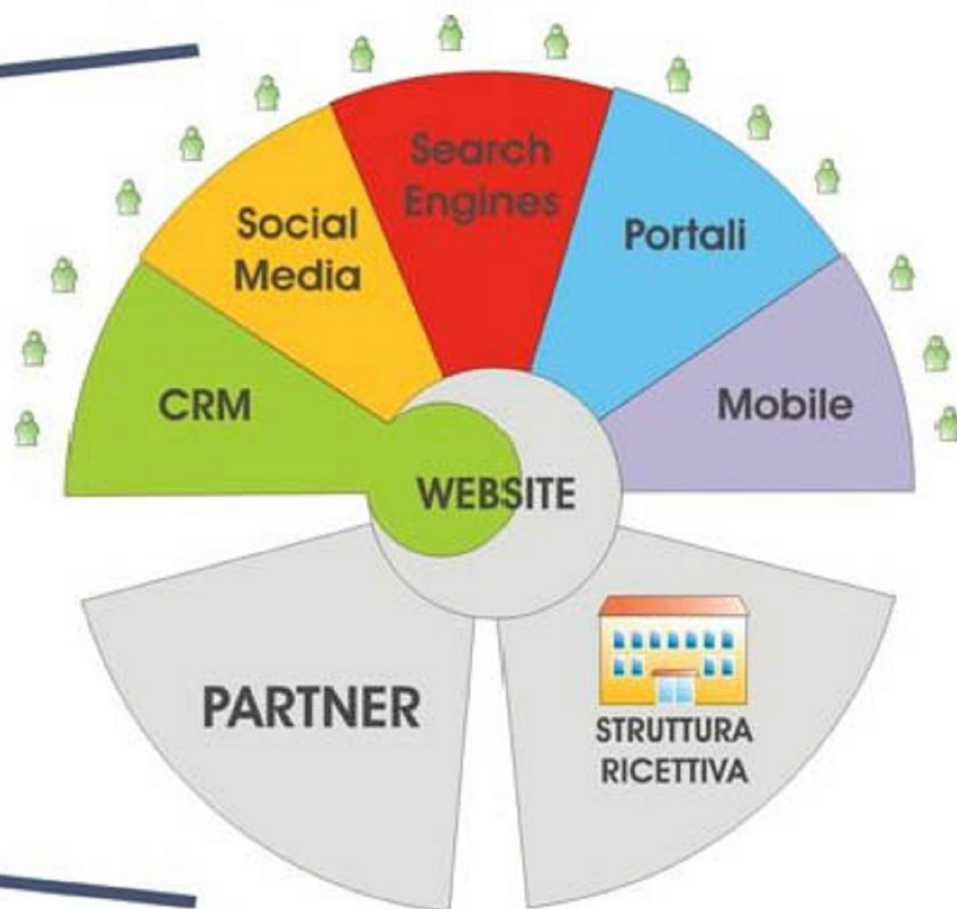 Search
Engines
Social
Media
Portali
CRM
Mobile
WEBSITE
PARTNER
STRUTTURA
RICETTIVA